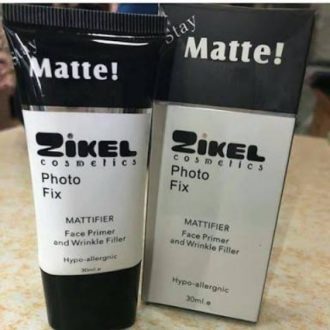 Stay
Matte!
ZIKEL
cosmetics
Photo
Fix
MATTIFIER
Face Primer
and Wrinkle Filler
Hypo-allergnic
30ml.e
Stay
Matte!
ZIKEL
cosmetics
Photo
Fix
MATTIFIER
Face Primer
and Wrinkle Filler
Hypo-allergnic
30ml.e